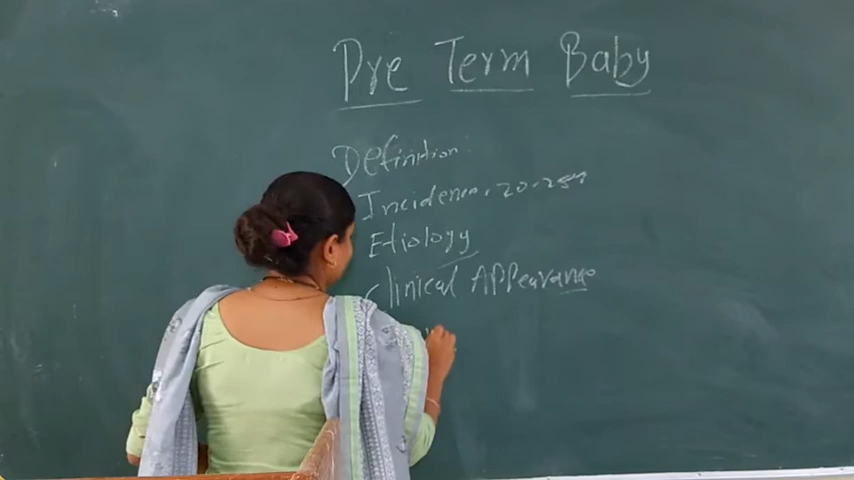 Pre Term Baby
Definition:
Incidence. 20-25%
Etiology
Clinical Appearance